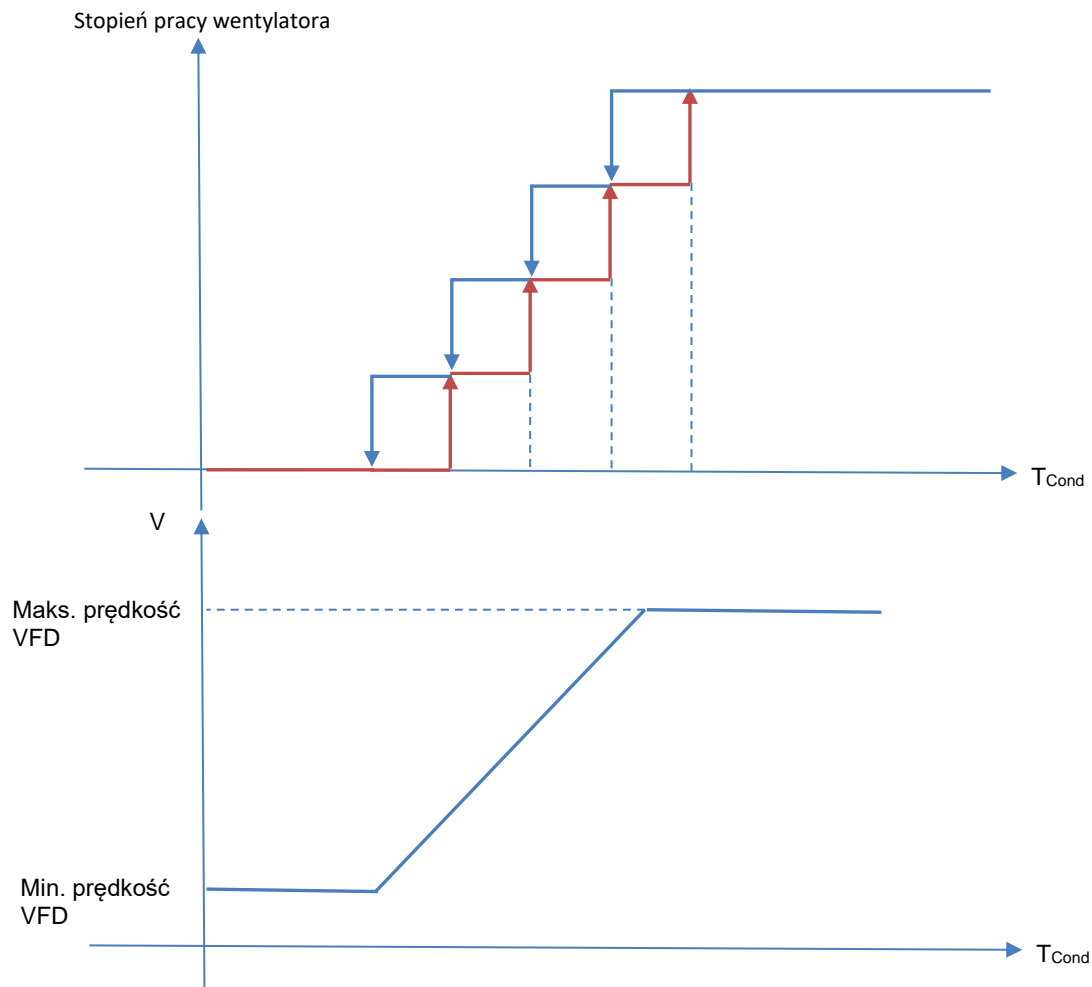 Stopień pracy wentylatora
TCond
V
Maks. prędkość
VFD
Min. prędkość
VFD
TCond